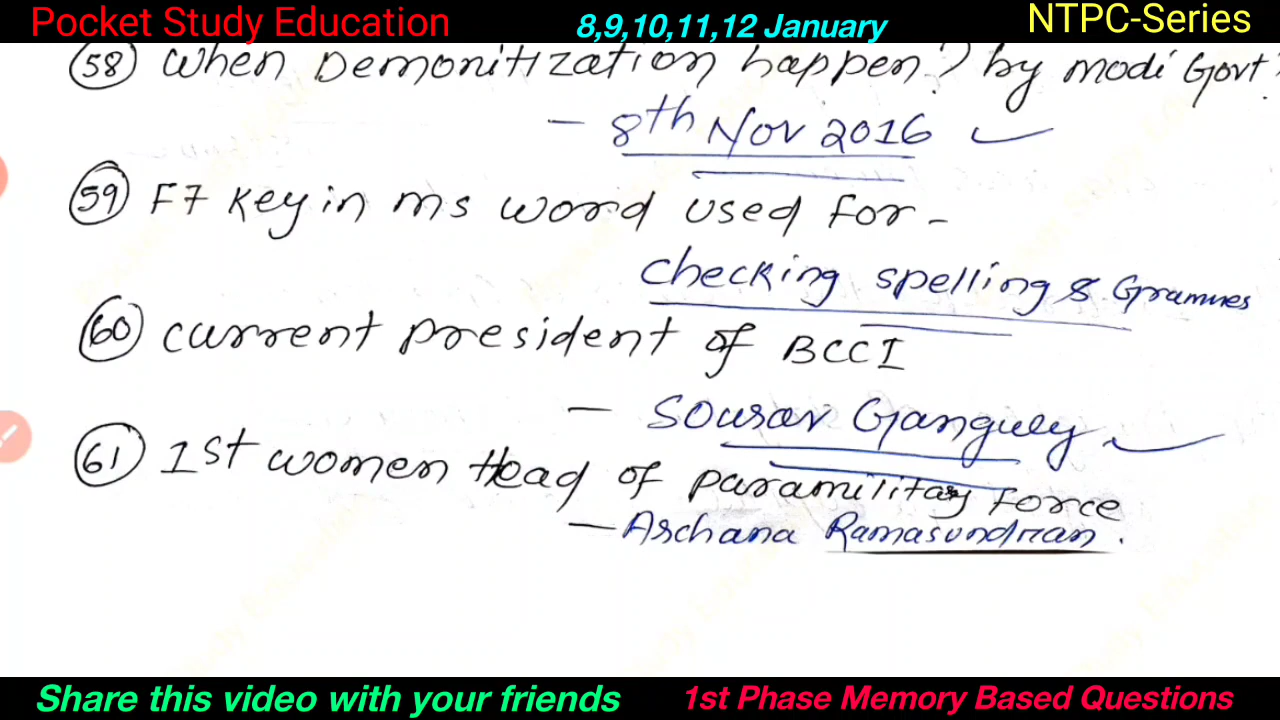 Pocket Study Education 8,9,10,11,12 January NTPC-Series
58 When Demonitization happen? by modi Govt?
- 8th Nov 2016
59 F7 Key in ms word used for -
checking spelling & Grammes
60 current president of BCCI
- Sourav Ganguly
61 1st women Head of paramilitary force
- Archana Ramasundran.
Share this video with your friends 1st Phase Memory Based Questions